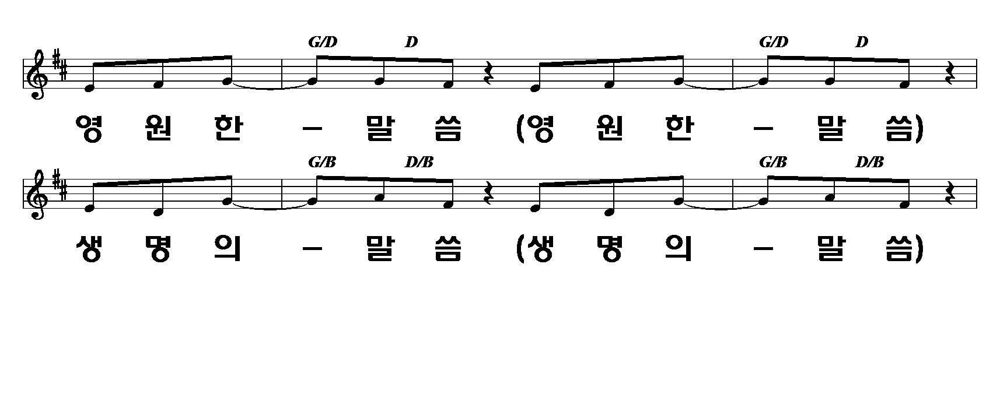 G/D D G/D D
영 원 한 – 말 씀 (영 원 한 – 말 씀)
G/B D/B G/B D/B
생 명 의 – 말 씀 (생 명 의 – 말 씀)